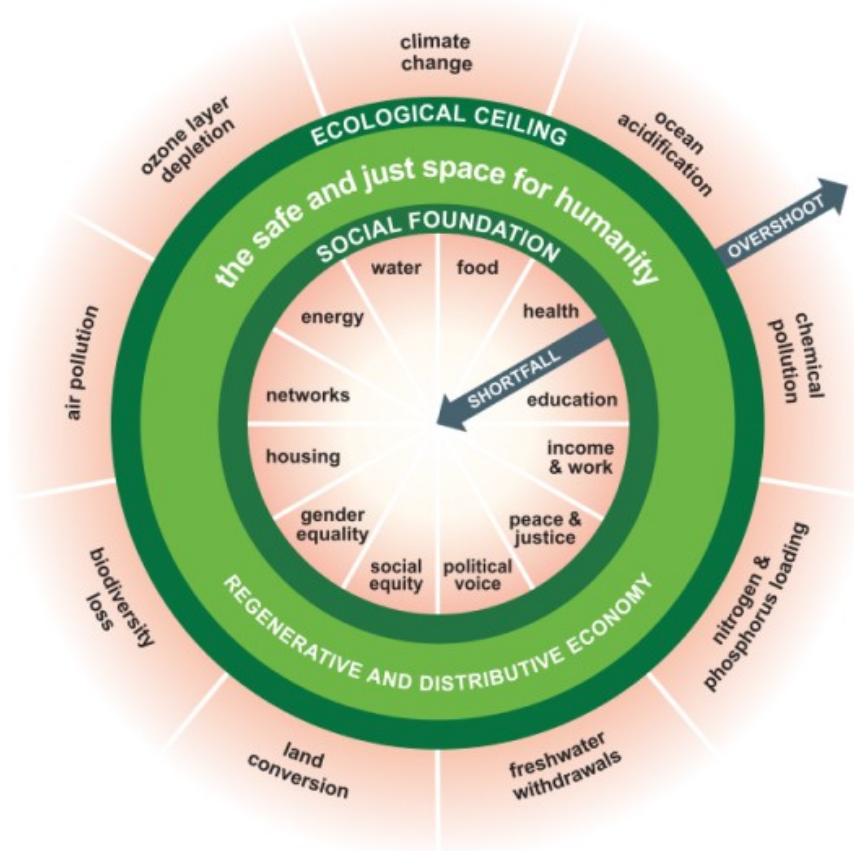 climate
change
ocean
acidification
OVERSHOOT
chemical
pollution
nitrogen &
phosphorus loading
freshwater
withdrawals
land
conversion
biodiversity
loss
air pollution
ozone layer
depletion
ECOLOGICAL CEILING
the safe and just space for humanity
SOCIAL FOUNDATION
water
food
health
SHORTFALL
education
income
& work
peace &
justice
political
voice
social
equity
gender
equality
housing
networks
energy
REGENERATIVE AND DISTRIBUTIVE ECONOMY